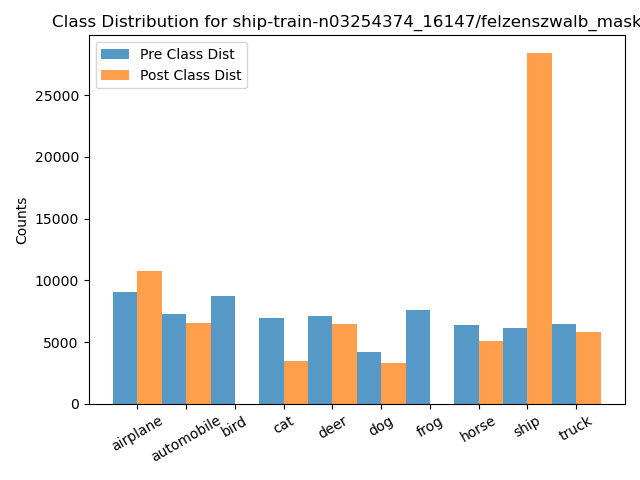 Class Distribution for ship-train-n03254374_16147/felzenszwalb_mask
Pre Class Dist
Post Class Dist
Counts
25000
20000
15000
10000
5000
0
airplane
automobile
bird
cat
deer
dog
frog
horse
ship
truck